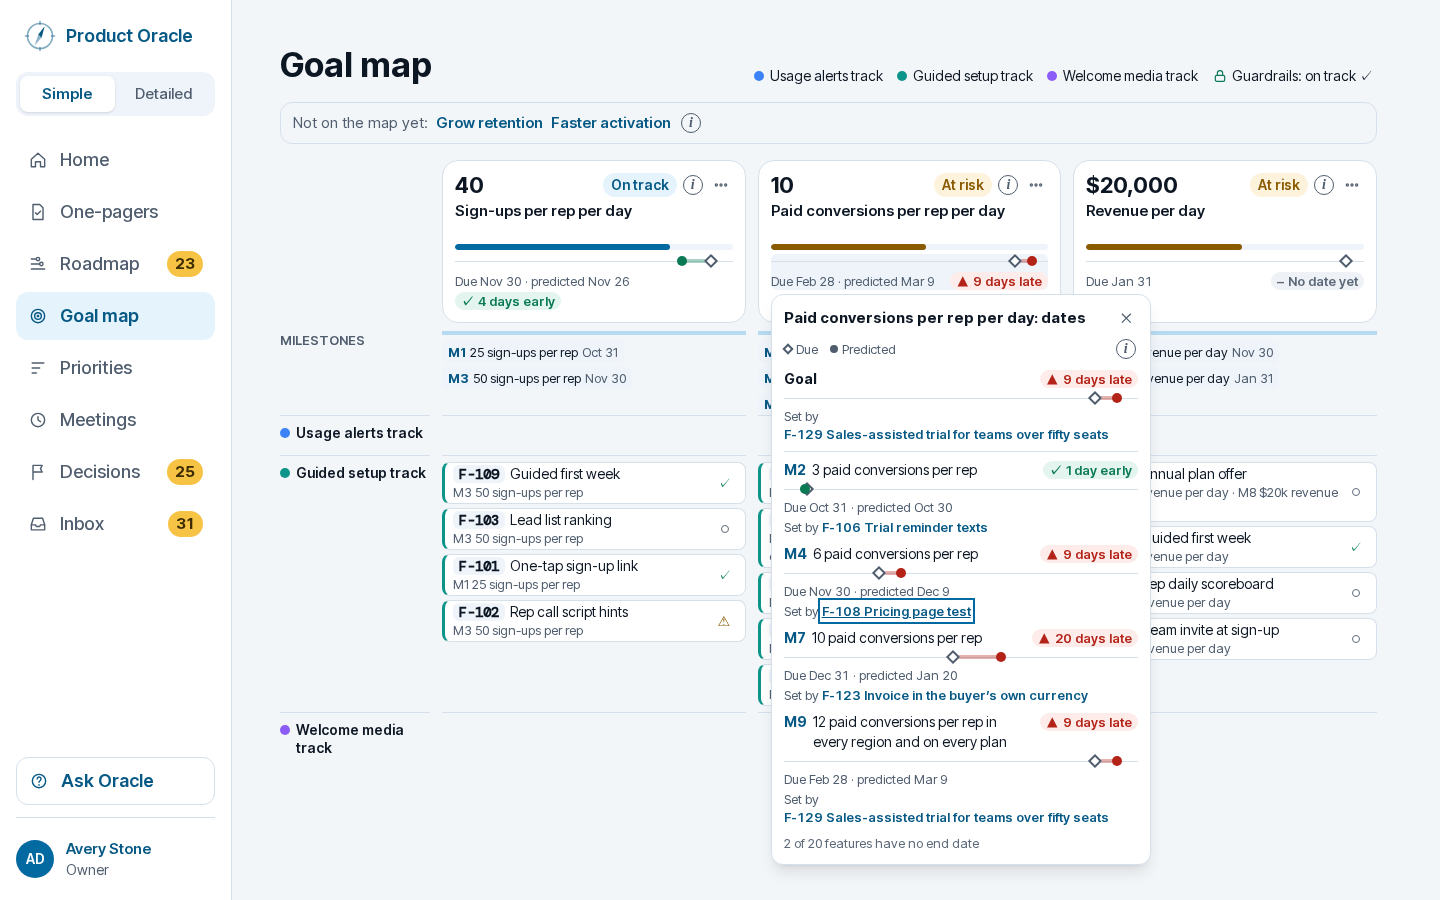 Product Oracle
Simple
Detailed
Home
One-pagers
Roadmap 23
Goal map
Priorities
Meetings
Decisions 25
Inbox 31
Ask Oracle
AD
Avery Stone
Owner
Goal map
Usage alerts track
Guided setup track
Welcome media track
Guardrails: on track ✓
Not on the map yet: Grow retention Faster activation i
40
On track
i
Sign-ups per rep per day
Due Nov 30 · predicted Nov 26
✓ 4 days early
10
At risk
i
Paid conversions per rep per day
Due Feb 28 · predicted Mar 9
▲ 9 days late
$20,000
At risk
i
Revenue per day
Due Jan 31
– No date yet
MILESTONES
M1 25 sign-ups per rep Oct 31
M3 50 sign-ups per rep Nov 30
enue per day Nov 30
venue per day Jan 31
Usage alerts track
Guided setup track
F-109 Guided first week
M3 50 sign-ups per rep
✓
F-103 Lead list ranking
M3 50 sign-ups per rep
F-101 One-tap sign-up link
M1 25 sign-ups per rep
✓
F-102 Rep call script hints
M3 50 sign-ups per rep
⚠
nnual plan offer
venue per day · M8 $20k revenue
uided first week
venue per day
✓
ep daily scoreboard
venue per day
eam invite at sign-up
venue per day
Welcome media
track
Paid conversions per rep per day: dates
Due
Predicted
i
Goal
▲ 9 days late
Set by
F-129 Sales-assisted trial for teams over fifty seats
M2 3 paid conversions per rep
✓ 1 day early
Due Oct 31 · predicted Oct 30
Set by F-106 Trial reminder texts
M4 6 paid conversions per rep
▲ 9 days late
Due Nov 30 · predicted Dec 9
Set by F-108 Pricing page test
M7 10 paid conversions per rep
▲ 20 days late
Due Dec 31 · predicted Jan 20
Set by F-123 Invoice in the buyer’s own currency
M9 12 paid conversions per rep in
every region and on every plan
▲ 9 days late
Due Feb 28 · predicted Mar 9
Set by
F-129 Sales-assisted trial for teams over fifty seats
2 of 20 features have no end date